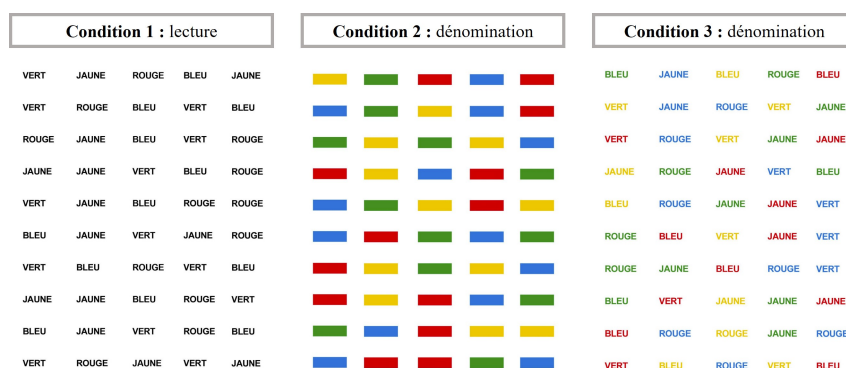 Condition 1 : lecture
VERT JAUNE ROUGE BLEU JAUNE
VERT ROUGE BLEU VERT BLEU
ROUGE JAUNE BLEU VERT ROUGE
JAUNE JAUNE VERT BLEU ROUGE
VERT JAUNE BLEU ROUGE ROUGE
BLEU JAUNE VERT JAUNE ROUGE
VERT BLEU ROUGE VERT BLEU
JAUNE JAUNE BLEU ROUGE VERT
BLEU JAUNE VERT ROUGE BLEU
VERT ROUGE JAUNE VERT JAUNE
Condition 2 : dénomination
Condition 3 : dénomination
BLEU JAUNE BLEU ROUGE BLEU
VERT JAUNE ROUGE VERT JAUNE
VERT ROUGE VERT JAUNE JAUNE
JAUNE ROUGE JAUNE VERT BLEU
BLEU ROUGE JAUNE JAUNE VERT
ROUGE BLEU VERT JAUNE VERT
ROUGE JAUNE BLEU ROUGE VERT
BLEU VERT JAUNE JAUNE JAUNE
BLEU ROUGE ROUGE JAUNE ROUGE
VERT BLEU ROUGE VERT BLEU